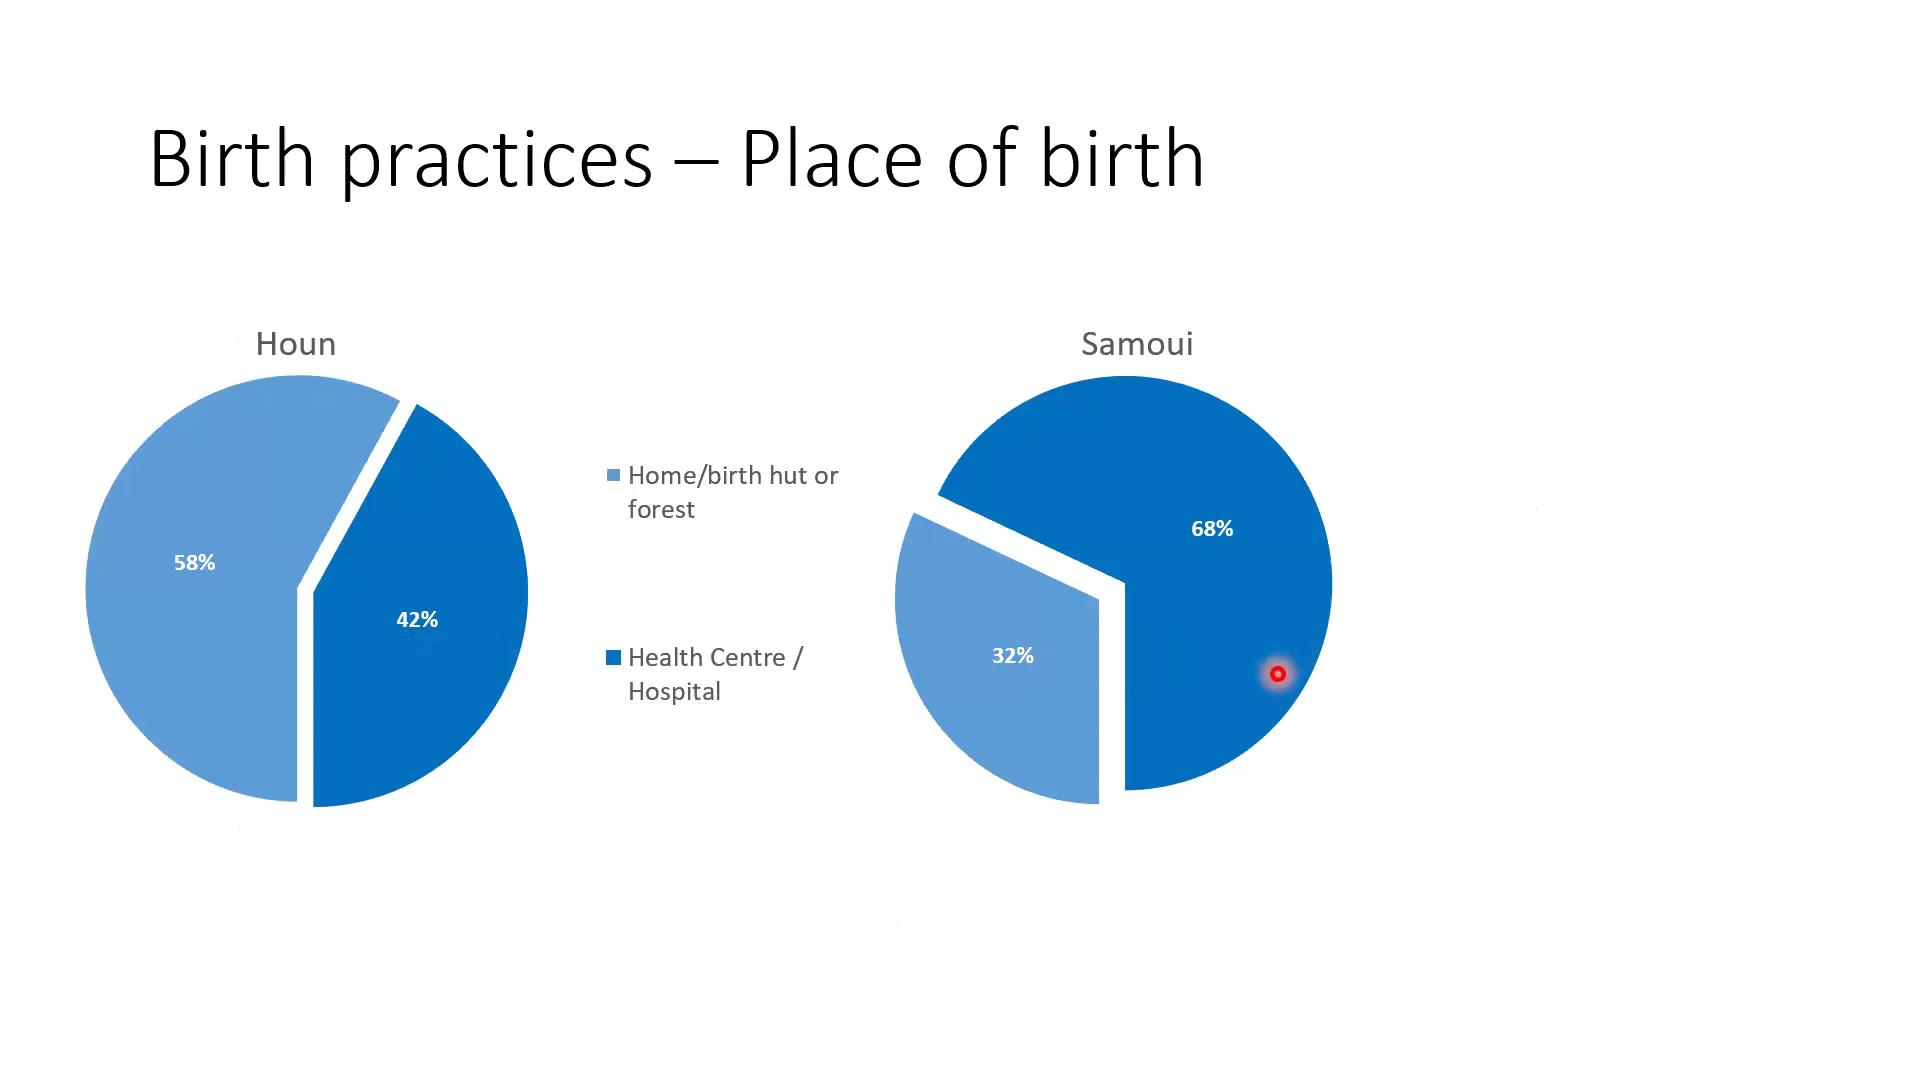 Birth practices – Place of birth
Houn
58%
42%
Home/birth hut or
forest
Health Centre /
Hospital
Samoui
68%
32%